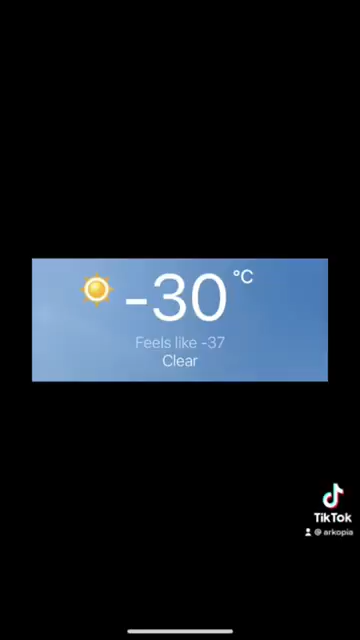 -30 °C
Feels like -37
Clear
TikTok
@ arkopia